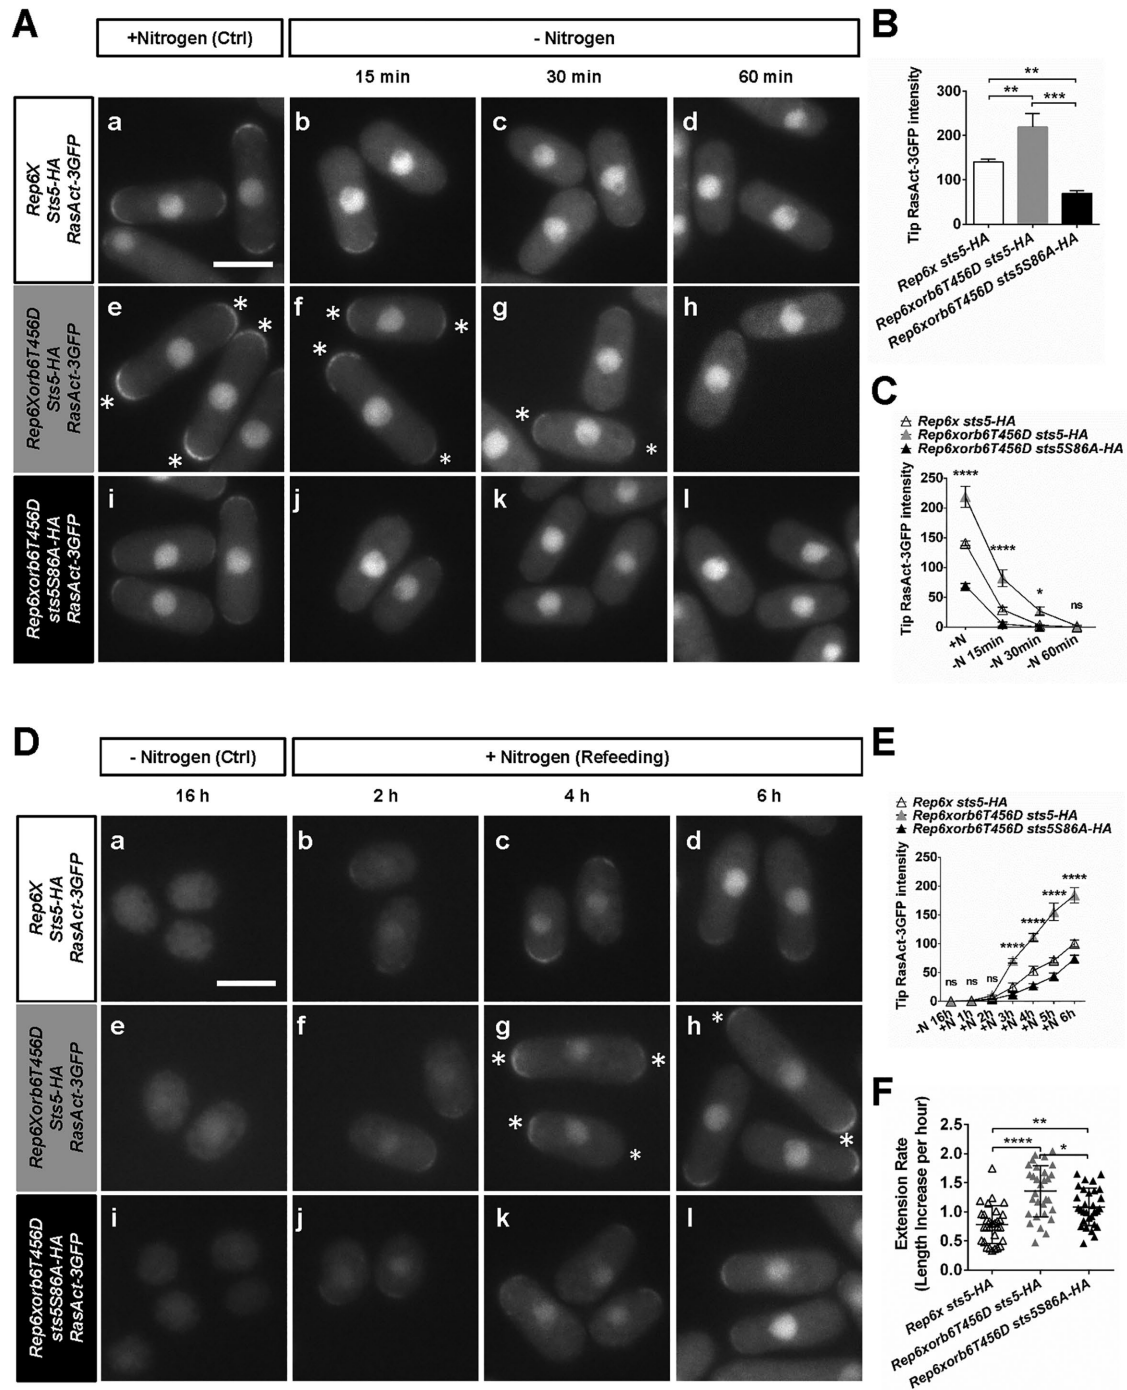 A
+Nitrogen (Ctrl)
- Nitrogen
15 min
30 min
60 min
Rep6X
Sts5-HA
RasAct-3GFP
a
b
c
d
Rep6Xorb6T456D
Sts5-HA
RasAct-3GFP
e
f
g
h
* * * * * * * * *
Rep6xorb6T456D
sts5S86A-HA
RasAct-3GFP
i
j
k
l
B
Tip RasAct-3GFP intensity
300
200
100
0
**
** ***
Rep6x sts5-HA
Rep6xorb6T456D sts5-HA
Rep6xorb6T456D sts5S86A-HA
C
Rep6x sts5-HA
Rep6xorb6T456D sts5-HA
Rep6xorb6T456D sts5S86A-HA
Tip RasAct-3GFP intensity
250
200
150
100
50
0
****
****
*
ns
+N
-N 15min
-N 30min
-N 60min
D
- Nitrogen (Ctrl)
+ Nitrogen (Refeeding)
16 h
2 h
4 h
6 h
Rep6X
Sts5-HA
RasAct-3GFP
a
b
c
d
Rep6Xorb6T456D
Sts5-HA
RasAct-3GFP
e
f
g
h
* * * * * *
Rep6xorb6T456D
sts5S86A-HA
RasAct-3GFP
i
j
k
l
E
Rep6x sts5-HA
Rep6xorb6T456D sts5-HA
Rep6xorb6T456D sts5S86A-HA
Tip RasAct-3GFP intensity
250
200
150
100
50
0
ns
ns
ns
****
****
****
****
-N 16h
+N 1h
+N 2h
+N 3h
+N 4h
+N 5h
+N 6h
F
Extension Rate
(Length Increase per hour)
2.5
2.0
1.5
1.0
0.5
0.0
**
**** *
Rep6x sts5-HA
Rep6xorb6T456D sts5-HA
Rep6xorb6T456D sts5S86A-HA